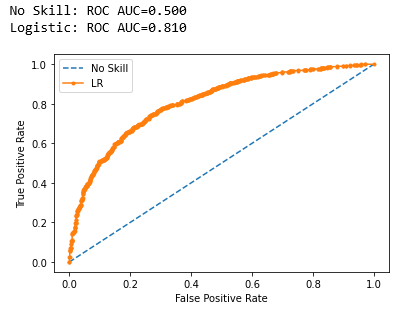 No Skill: ROC AUC=0.500
Logistic: ROC AUC=0.810
No Skill
LR
True Positive Rate
1.0
0.8
0.6
0.4
0.2
0.0
0.0 0.2 0.4 0.6 0.8 1.0
False Positive Rate